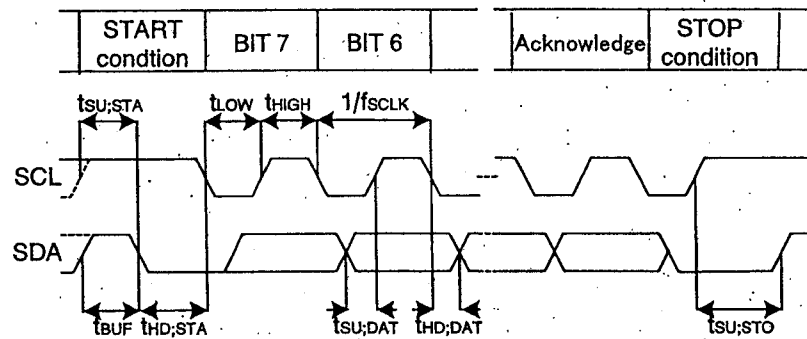 START condtion BIT 7 BIT 6 Acknowledge STOP condition
tSU;STA tLOW tHIGH 1/fSCLK
SCL
SDA
tBUF tHD;STA tSU;DAT tHD;DAT tSU;STO